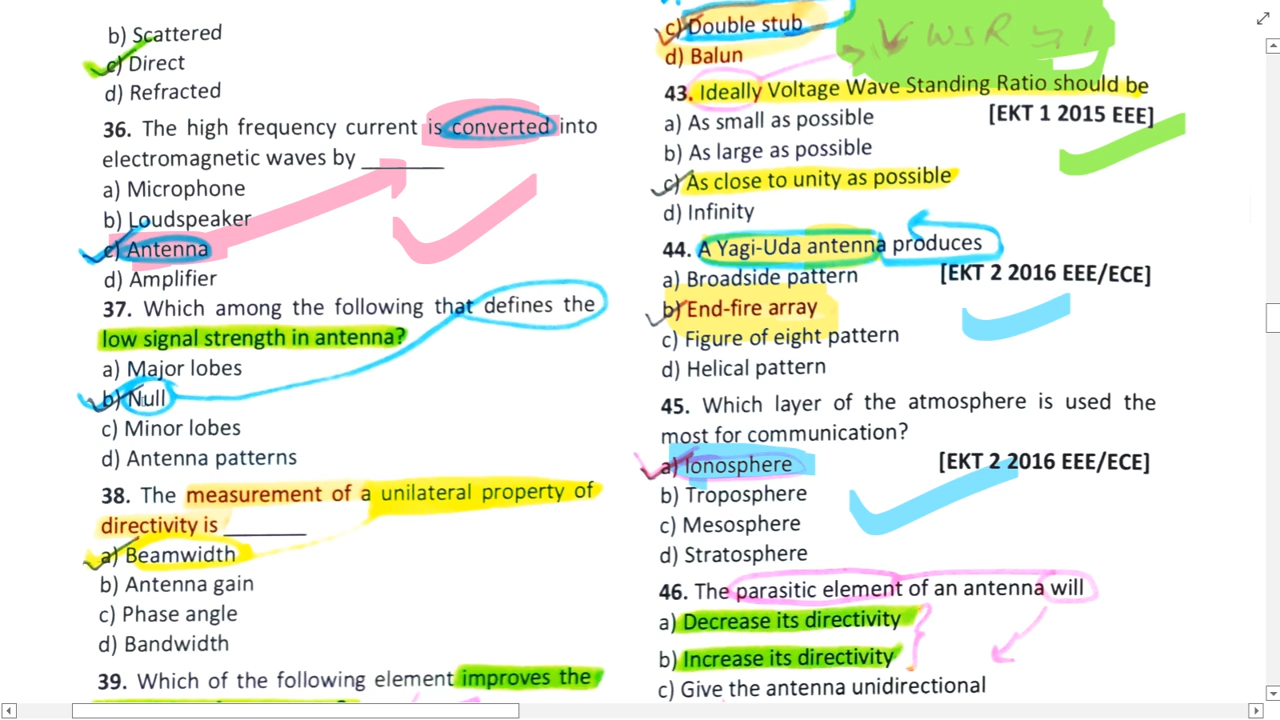 b) Scattered
c) Direct
d) Refracted
36. The high frequency current is converted into
electromagnetic waves by ________
a) Microphone
b) Loudspeaker
c) Antenna
d) Amplifier
37. Which among the following that defines the
low signal strength in antenna?
a) Major lobes
b) Null
c) Minor lobes
d) Antenna patterns
38. The measurement of a unilateral property of
directivity is ________
a) Beamwidth
b) Antenna gain
c) Phase angle
d) Bandwidth
39. Which of the following element improves the
c) Double stub
d) Balun
VWSR ≈ 1
43. Ideally Voltage Wave Standing Ratio should be
[EKT 1 2015 EEE]
a) As small as possible
b) As large as possible
c) As close to unity as possible
d) Infinity
44. A Yagi-Uda antenna produces
a) Broadside pattern [EKT 2 2016 EEE/ECE]
b) End-fire array
c) Figure of eight pattern
d) Helical pattern
45. Which layer of the atmosphere is used the
most for communication?
a) Ionosphere [EKT 2 2016 EEE/ECE]
b) Troposphere
c) Mesosphere
d) Stratosphere
46. The parasitic element of an antenna will
a) Decrease its directivity
b) Increase its directivity
c) Give the antenna unidirectional